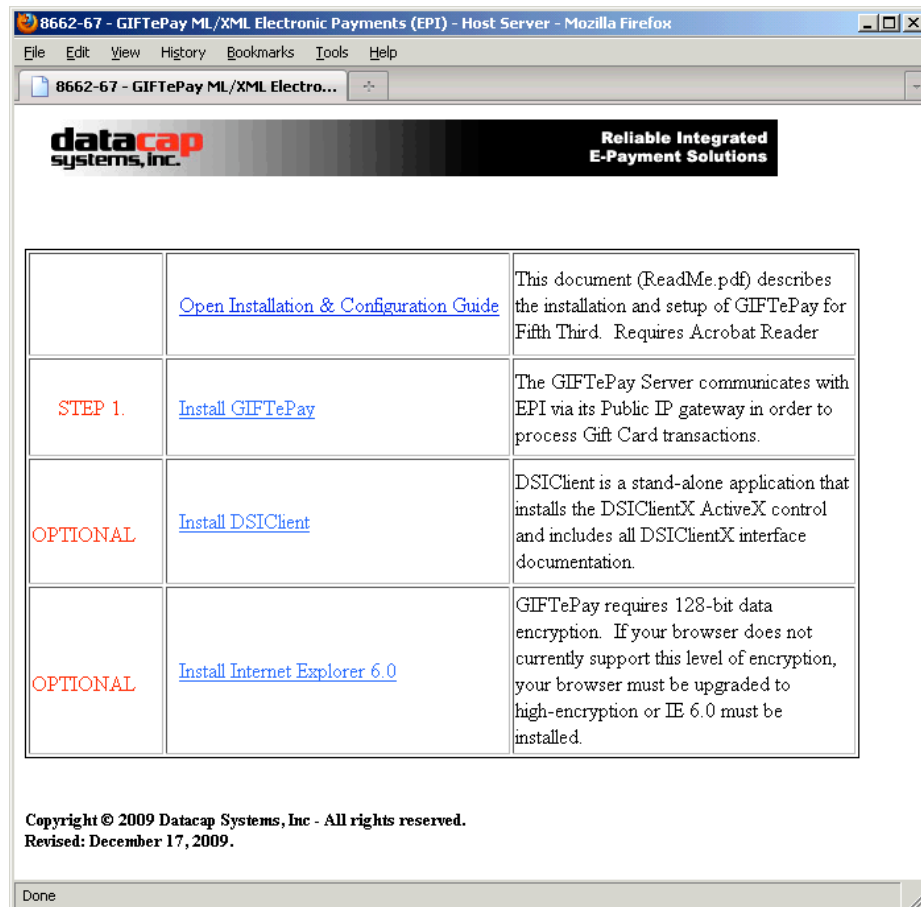 8662-67 - GIFTePay ML/XML Electronic Payments (EPI) - Host Server - Mozilla Firefox
File Edit View History Bookmarks Tools Help
8662-67 - GIFTePay ML/XML Electro...
datacap
systems, inc.
Reliable Integrated
E-Payment Solutions
Open Installation & Configuration Guide
This document (ReadMe.pdf) describes
the installation and setup of GIFTePay for
Fifth Third. Requires Acrobat Reader
STEP 1.
Install GIFTePay
The GIFTePay Server communicates with
EPI via its Public IP gateway in order to
process Gift Card transactions.
OPTIONAL
Install DSIClient
DSIClient is a stand-alone application that
installs the DSIClientX ActiveX control
and includes all DSIClientX interface
documentation.
OPTIONAL
Install Internet Explorer 6.0
GIFTePay requires 128-bit data
encryption. If your browser does not
currently support this level of encryption,
your browser must be upgraded to
high-encryption or IE 6.0 must be
installed.
Copyright © 2009 Datacap Systems, Inc - All rights reserved.
Revised: December 17, 2009.
Done